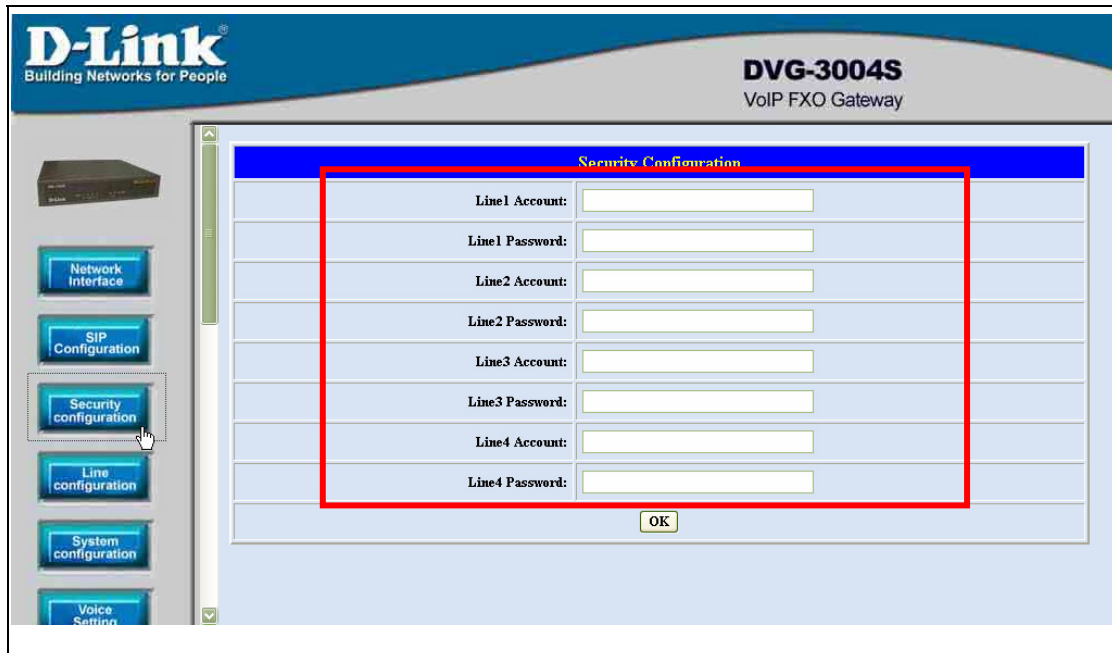 D-Link®
Building Networks for People
DVG-3004S
VoIP FXO Gateway
Network
Interface
SIP
Configuration
Security
configuration
Line
configuration
System
configuration
Voice
Setting
Security Configuration
Line1 Account:
Line1 Password:
Line2 Account:
Line2 Password:
Line3 Account:
Line3 Password:
Line4 Account:
Line4 Password:
OK